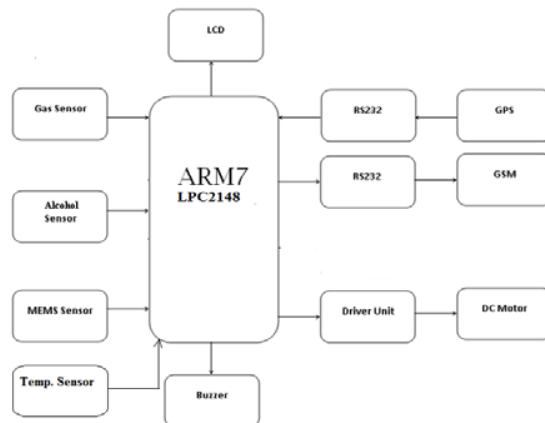 LCD
Gas Sensor
RS232
GPS
ARM7
LPC2148
RS232
GSM
Alcohol
Sensor
MEMS Sensor
Driver Unit
DC Motor
Temp. Sensor
Buzzer